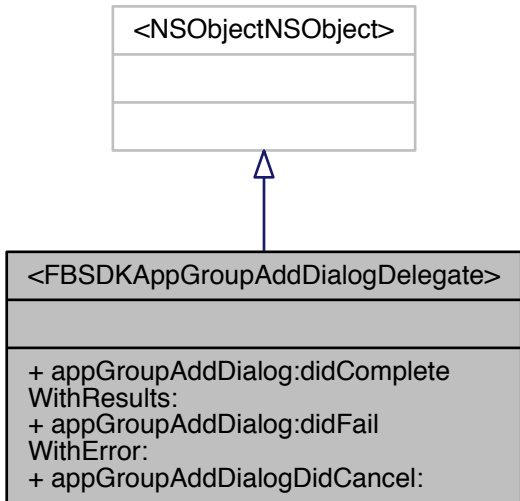 <NSObjectNSObject>
<FBSDKAppGroupAddDialogDelegate>
+ appGroupAddDialog:didComplete
WithResults:
+ appGroupAddDialog:didFail
WithError:
+ appGroupAddDialogDidCancel: